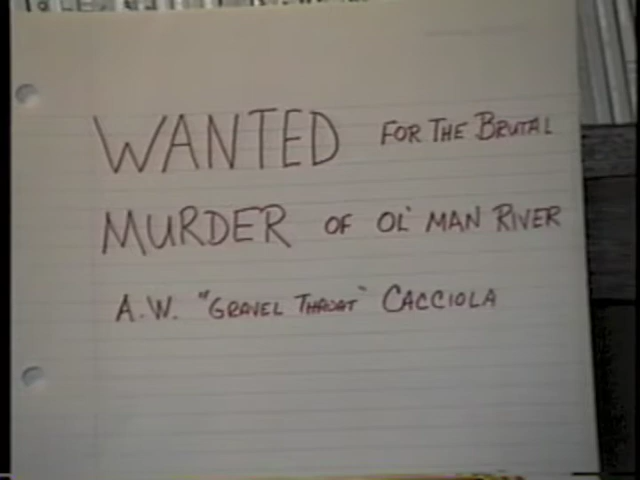 WANTED FOR THE BRUTAL
MURDER OF OL' MAN RIVER
A.W. "GRAVEL THROAT" CACCIOLA